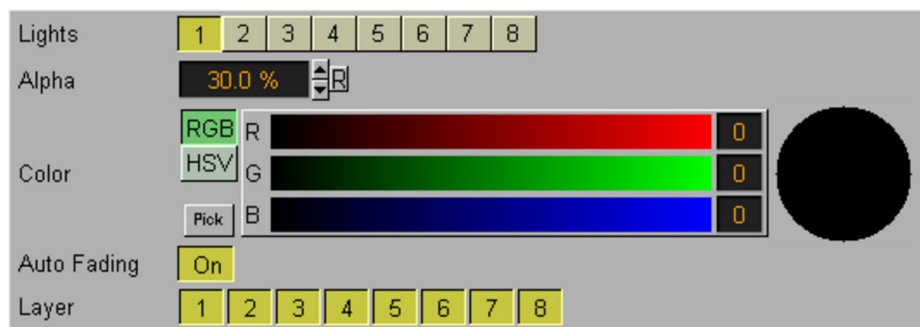 Lights 1 2 3 4 5 6 7 8
Alpha 30.0 % R
RGB R 0
HSV
Color G 0
Pick B 0
Auto Fading On
Layer 1 2 3 4 5 6 7 8